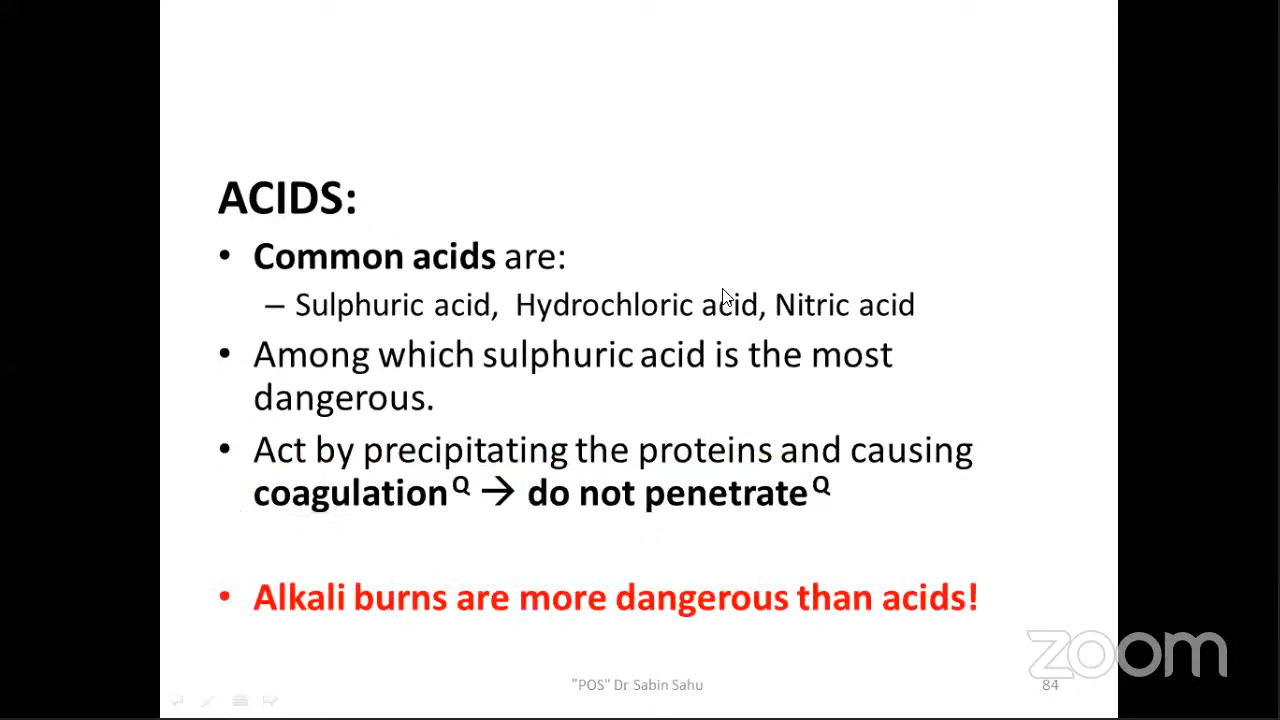 ACIDS:
• Common acids are:
– Sulphuric acid, Hydrochloric acid, Nitric acid
• Among which sulphuric acid is the most
dangerous.
• Act by precipitating the proteins and causing
coagulationQ → do not penetrateQ
• Alkali burns are more dangerous than acids!
zoom
"POS" Dr Sabin Sahu
84